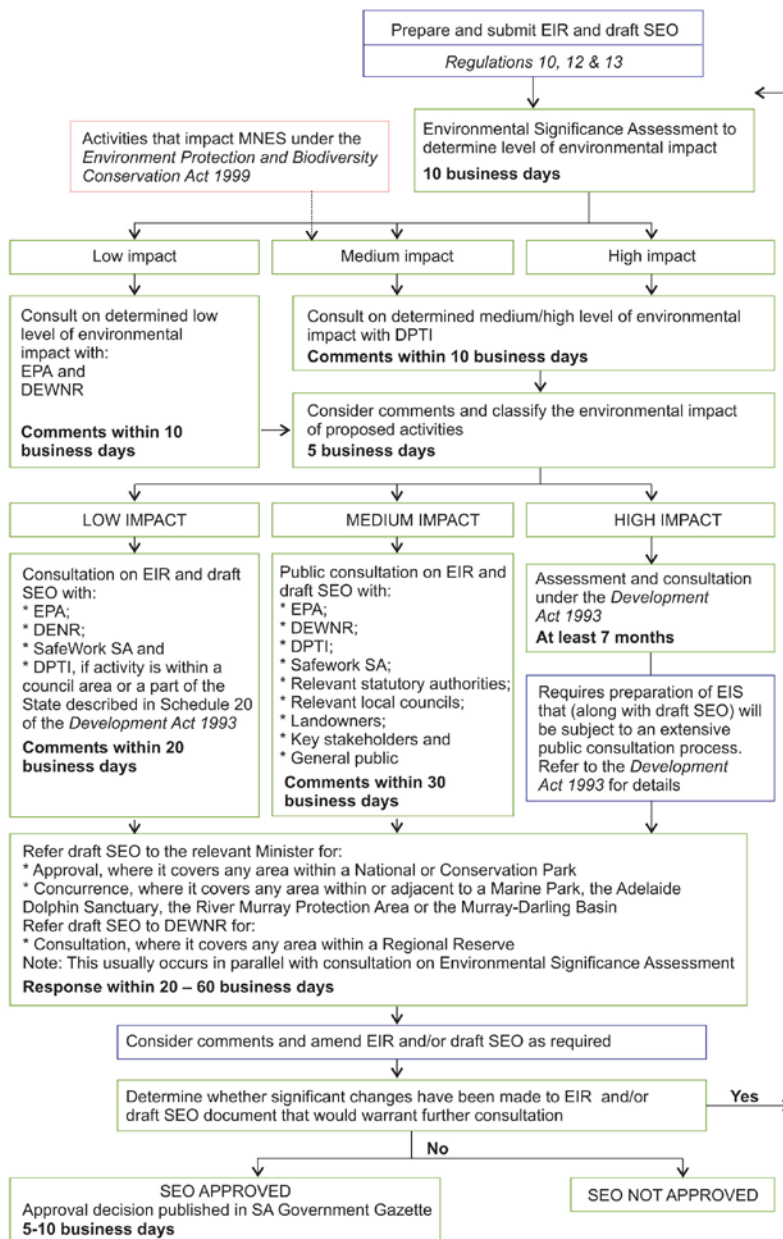 Prepare and submit EIR and draft SEO
Regulations 10, 12 & 13
Activities that impact MNES under the
Environment Protection and Biodiversity
Conservation Act 1999
Environmental Significance Assessment to
determine level of environmental impact
10 business days
Low impact
Medium impact
High impact
Consult on determined low
level of environmental
impact with:
EPA and
DEWNR
Comments within 10
business days
Consult on determined medium/high level of environmental
impact with DPTI
Comments within 10 business days
Consider comments and classify the environmental impact
of proposed activities
5 business days
LOW IMPACT
MEDIUM IMPACT
HIGH IMPACT
Consultation on EIR and draft
SEO with:
* EPA;
* DENR;
* SafeWork SA and
* DPTI, if activity is within a
council area or a part of the
State described in Schedule 20
of the Development Act 1993
Comments within 20
business days
Public consultation on EIR and
draft SEO with:
* EPA;
* DEWNR;
* DPTI;
* Safework SA;
* Relevant statutory authorities;
* Relevant local councils;
* Landowners;
* Key stakeholders and
* General public
Comments within 30
business days
Assessment and consultation
under the Development
Act 1993
At least 7 months
Requires preparation of EIS
that (along with draft SEO) will
be subject to an extensive
public consultation process.
Refer to the Development
Act 1993 for details
Refer draft SEO to the relevant Minister for:
* Approval, where it covers any area within a National or Conservation Park
* Concurrence, where it covers any area within or adjacent to a Marine Park, the Adelaide
Dolphin Sanctuary, the River Murray Protection Area or the Murray-Darling Basin
Refer draft SEO to DEWNR for:
* Consultation, where it covers any area within a Regional Reserve
Note: This usually occurs in parallel with consultation on Environmental Significance Assessment
Response within 20 – 60 business days
Consider comments and amend EIR and/or draft SEO as required
Determine whether significant changes have been made to EIR and/or
draft SEO document that would warrant further consultation
Yes
No
SEO APPROVED
Approval decision published in SA Government Gazette
5-10 business days
SEO NOT APPROVED